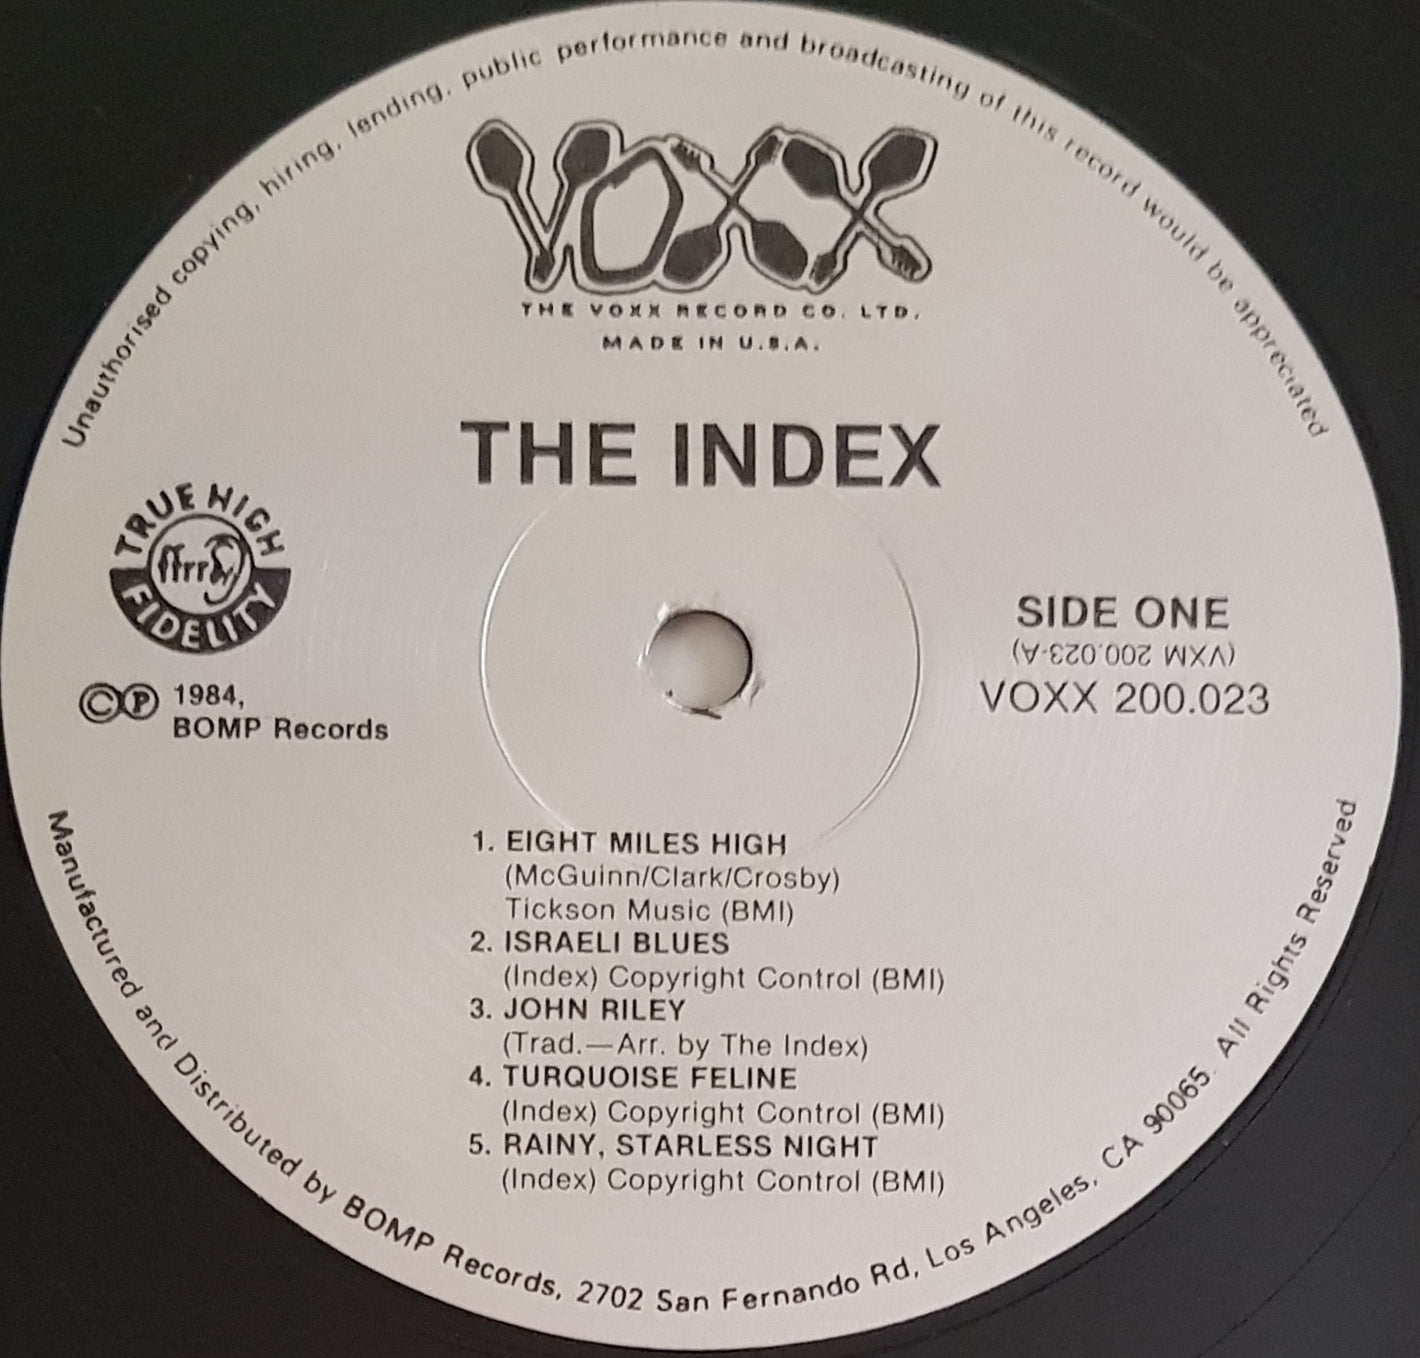 Unauthorised copying, hiring, lending, public performance and broadcasting of this record would be appreciated
VOXX
THE VOXX RECORD CO. LTD.
MADE IN U.S.A.
THE INDEX
TRUE HIGH
ffrr
FIDELITY
©℗ 1984,
BOMP Records
SIDE ONE
(VXM 200.023-A)
VOXX 200.023
1. EIGHT MILES HIGH
(McGuinn/Clark/Crosby)
Tickson Music (BMI)
2. ISRAELI BLUES
(Index) Copyright Control (BMI)
3. JOHN RILEY
(Trad.—Arr. by The Index)
4. TURQUOISE FELINE
(Index) Copyright Control (BMI)
5. RAINY, STARLESS NIGHT
(Index) Copyright Control (BMI)
Manufactured and Distributed by BOMP Records, 2702 San Fernando Rd, Los Angeles, CA 90065. All Rights Reserved